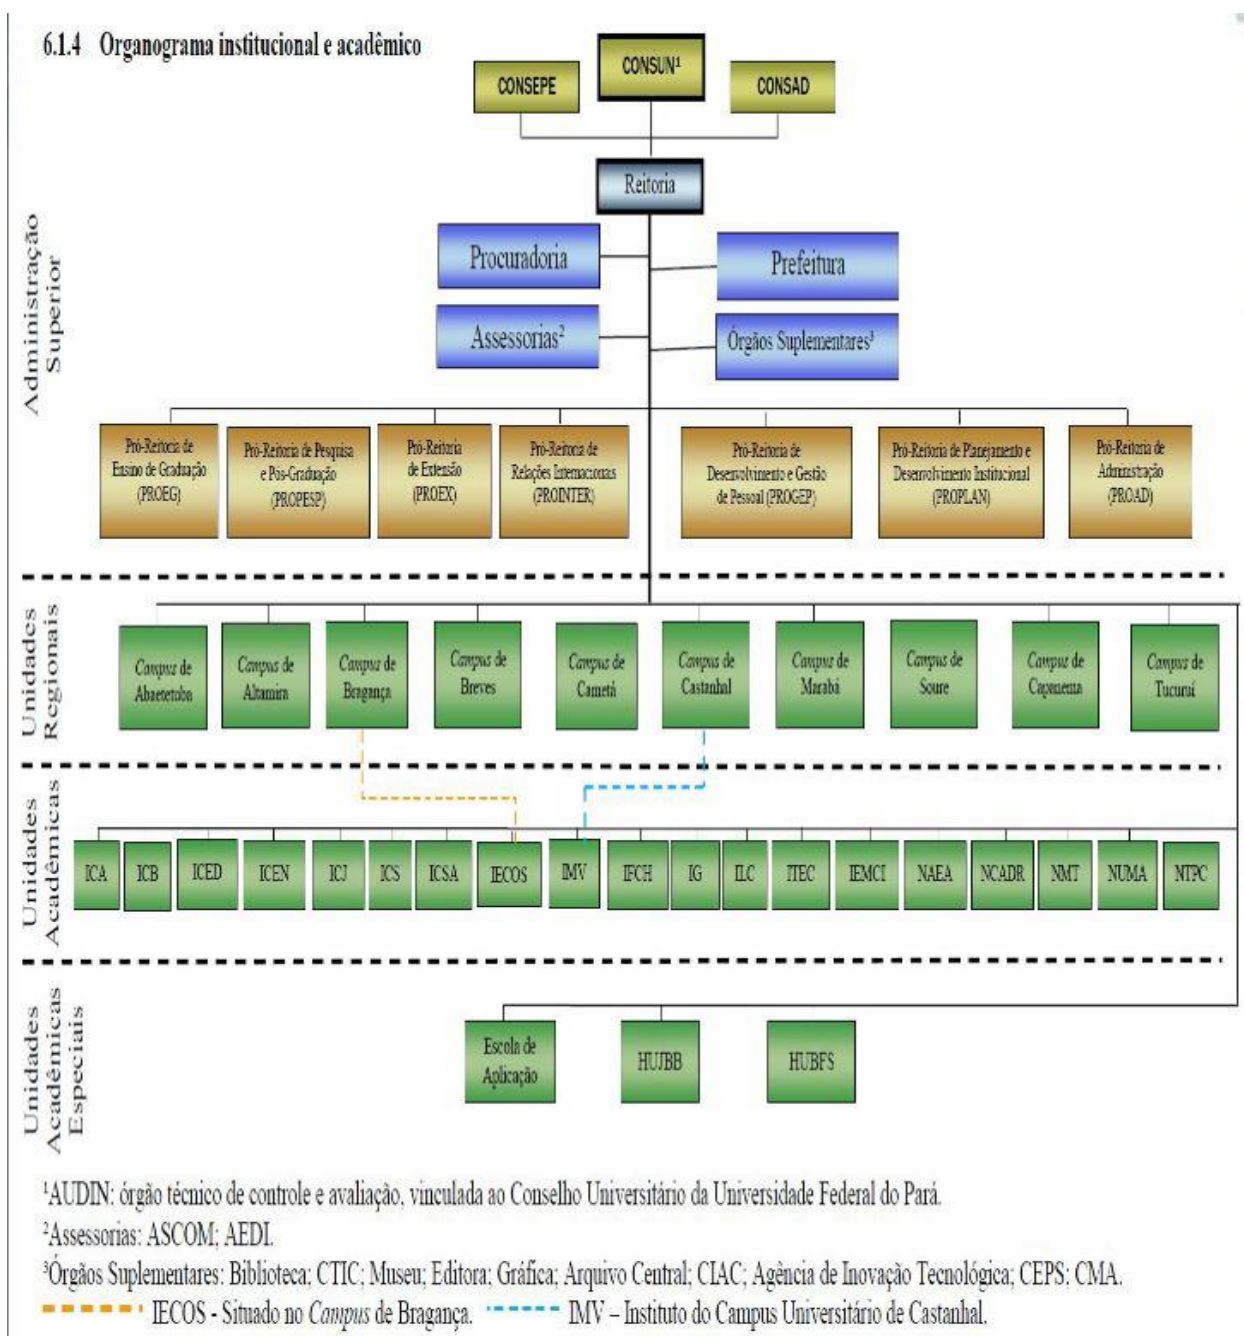 6.1.4 Organograma institucional e acadêmico
CONSEPE
CONSUN¹
CONSAD
Reitoria
Procuradoria
Prefeitura
Assessorias²
Órgãos Suplementares³
Administração
Superior
Pró-Reitoria de
Ensino de Graduação
(PROEG)
Pró-Reitoria de Pesquisa
e Pós-Graduação
(PROPESP)
Pró-Reitoria
de Extensão
(PROEX)
Pró-Reitoria de
Relações Internacionais
(PROINTER)
Pró-Reitoria de
Desenvolvimento e Gestão
de Pessoal (PROGEP)
Pró-Reitoria de Planejamento e
Desenvolvimento Institucional
(PROPLAN)
Pró-Reitoria de
Administração
(PROAD)
Unidades
Regionais
Campus de
Abaetetuba
Campus de
Altamira
Campus de
Bragança
Campus de
Breves
Campus de
Cametá
Campus de
Castanhal
Campus de
Marabá
Campus de
Soure
Campus de
Capanema
Campus de
Tucuruí
Unidades
Acadêmicas
ICA
ICB
ICED
ICEN
ICJ
ICS
ICSA
IECOS
IMV
IFCH
IG
ILC
ITEC
IEMCI
NAEA
NCADR
NMT
NUMA
NTPC
Unidades
Acadêmicas
Especiais
Escola de
Aplicação
HUJBB
HUBFS
¹AUDIN: órgão técnico de controle e avaliação, vinculada ao Conselho Universitário da Universidade Federal do Pará.
²Assessorias: ASCOM; AEDI.
³Órgãos Suplementares: Biblioteca; CTIC; Museu; Editora; Gráfica; Arquivo Central; CIAC; Agência de Inovação Tecnológica; CEPS; CMA.
IECOS - Situado no Campus de Bragança. IMV – Instituto do Campus Universitário de Castanhal.